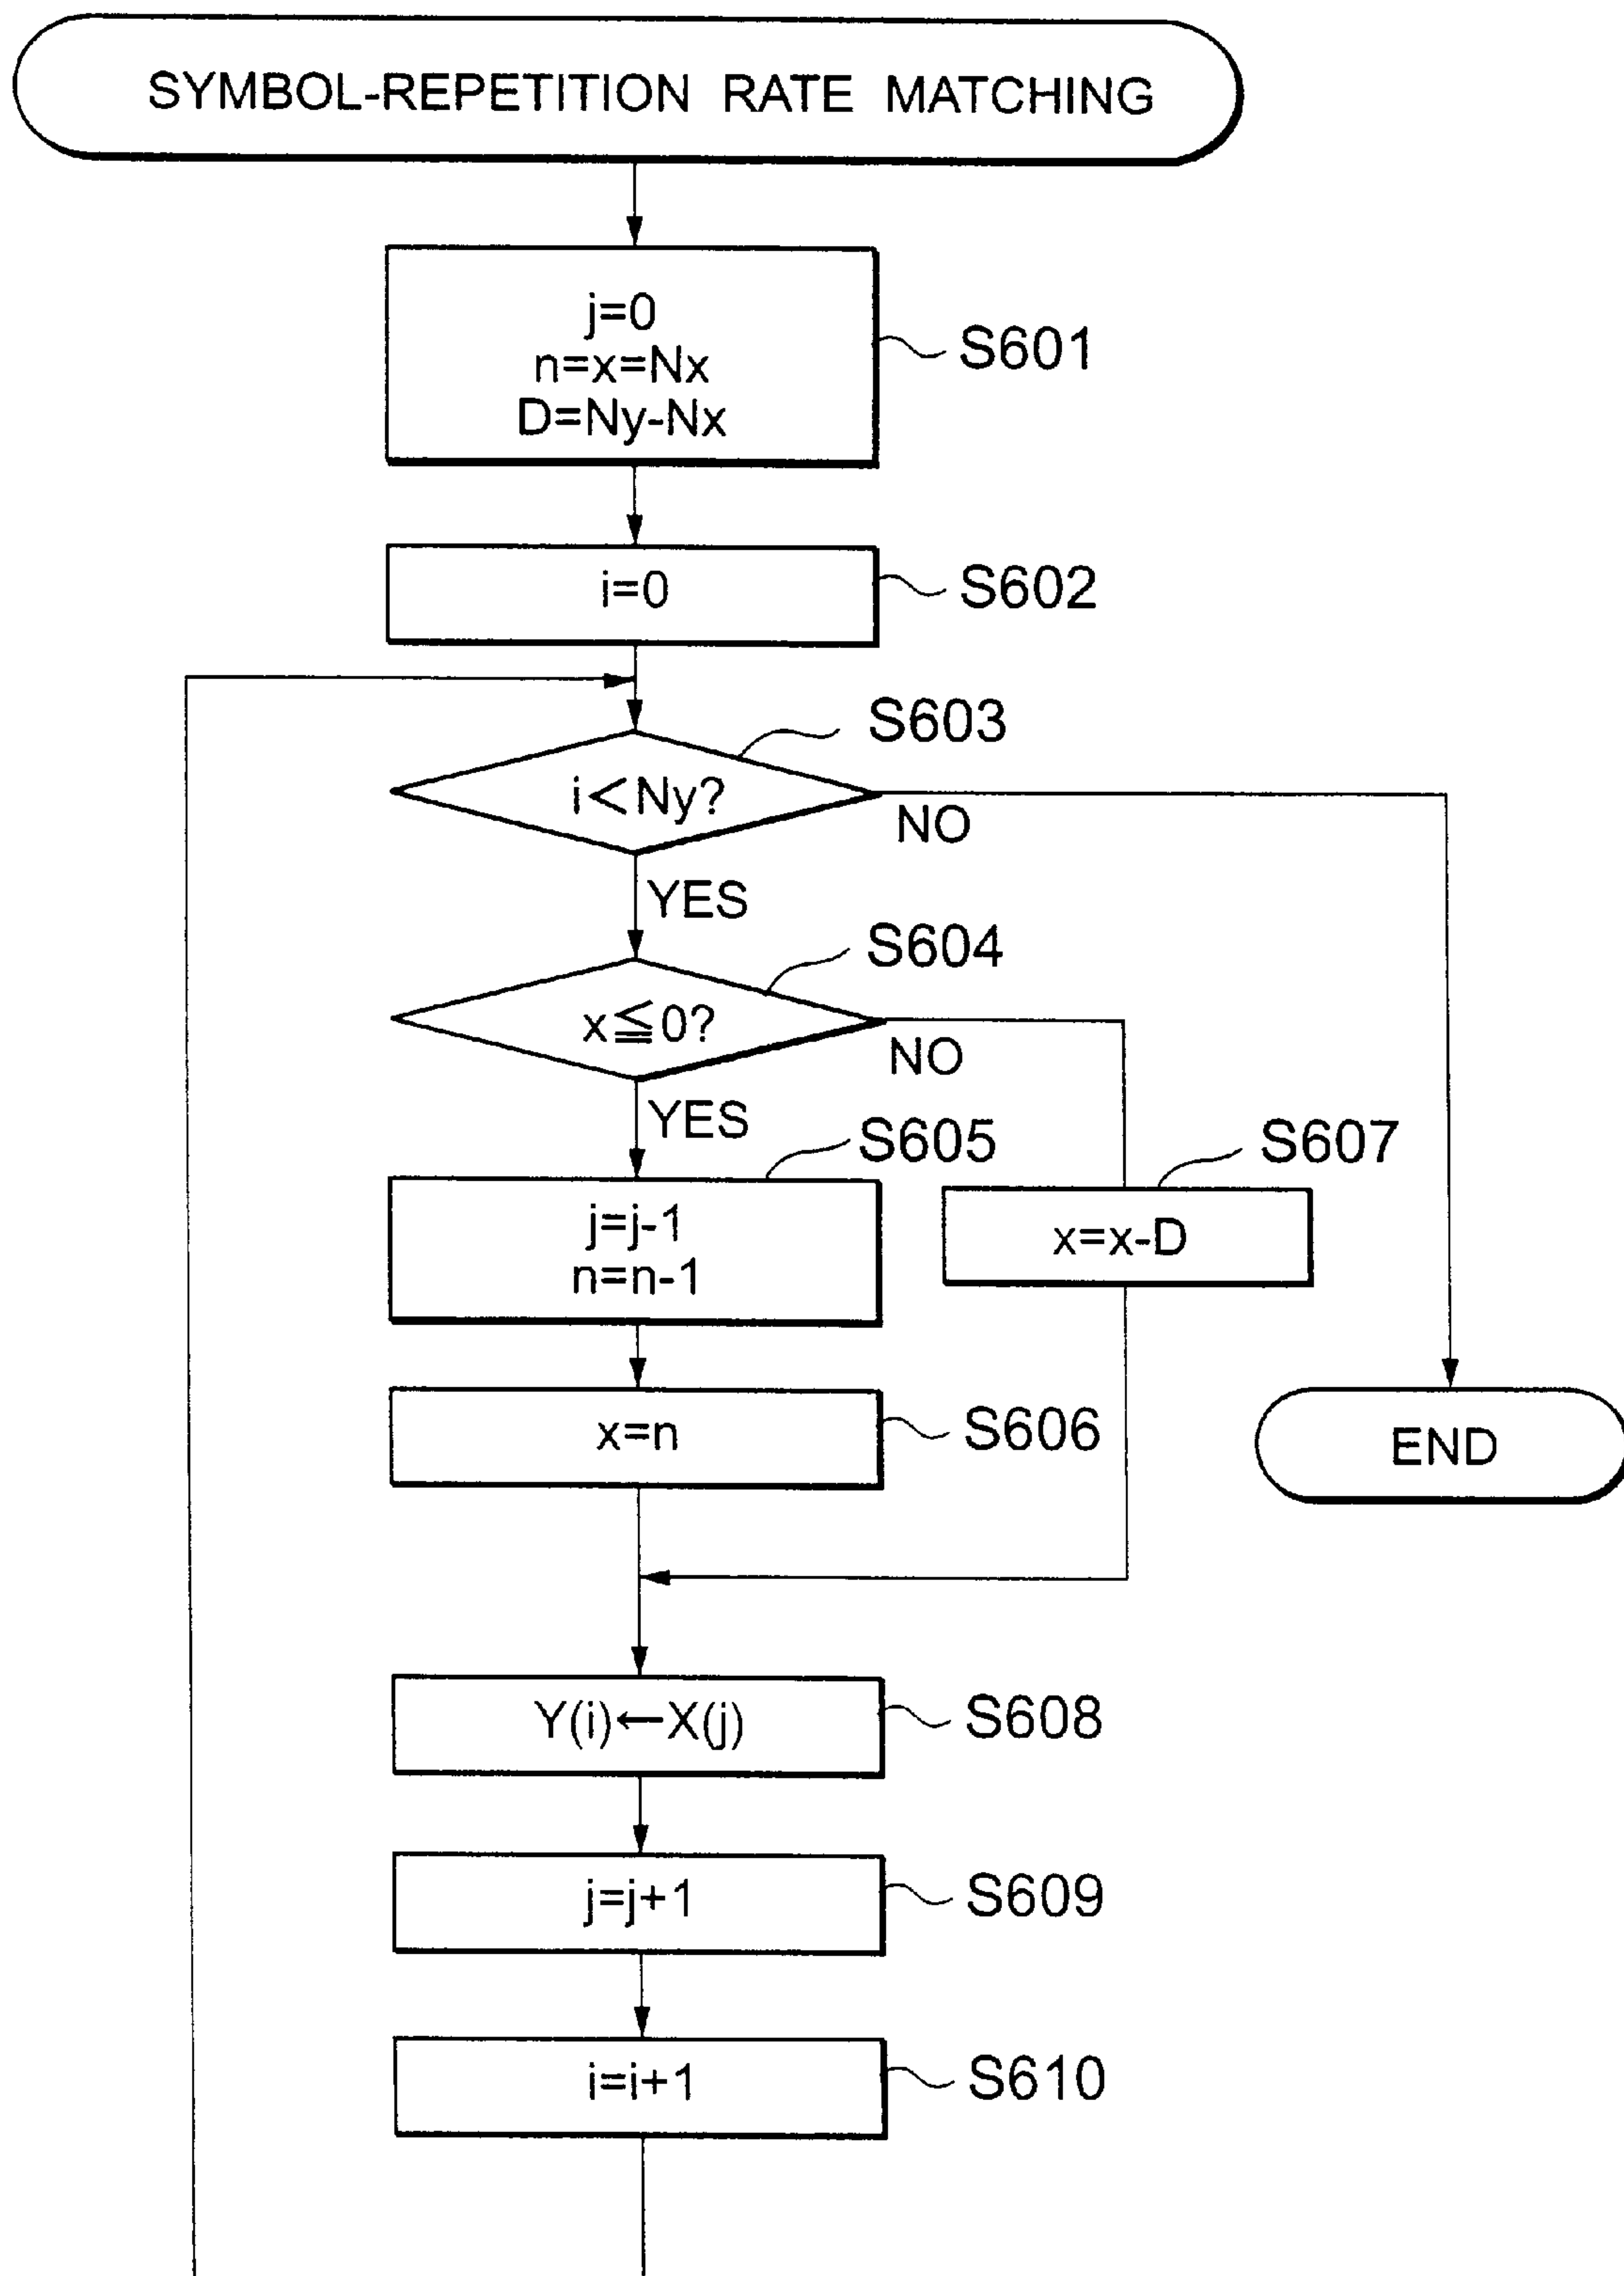 SYMBOL-REPETITION RATE MATCHING
j=0
n=x=Nx
D=Ny-Nx
S601
i=0
S602
S603
i<Ny?
NO
YES
S604
x≦0?
NO
YES
S605
S607
j=j-1
n=n-1
x=x-D
x=n
S606
END
Y(i)←X(j)
S608
j=j+1
S609
i=i+1
S610